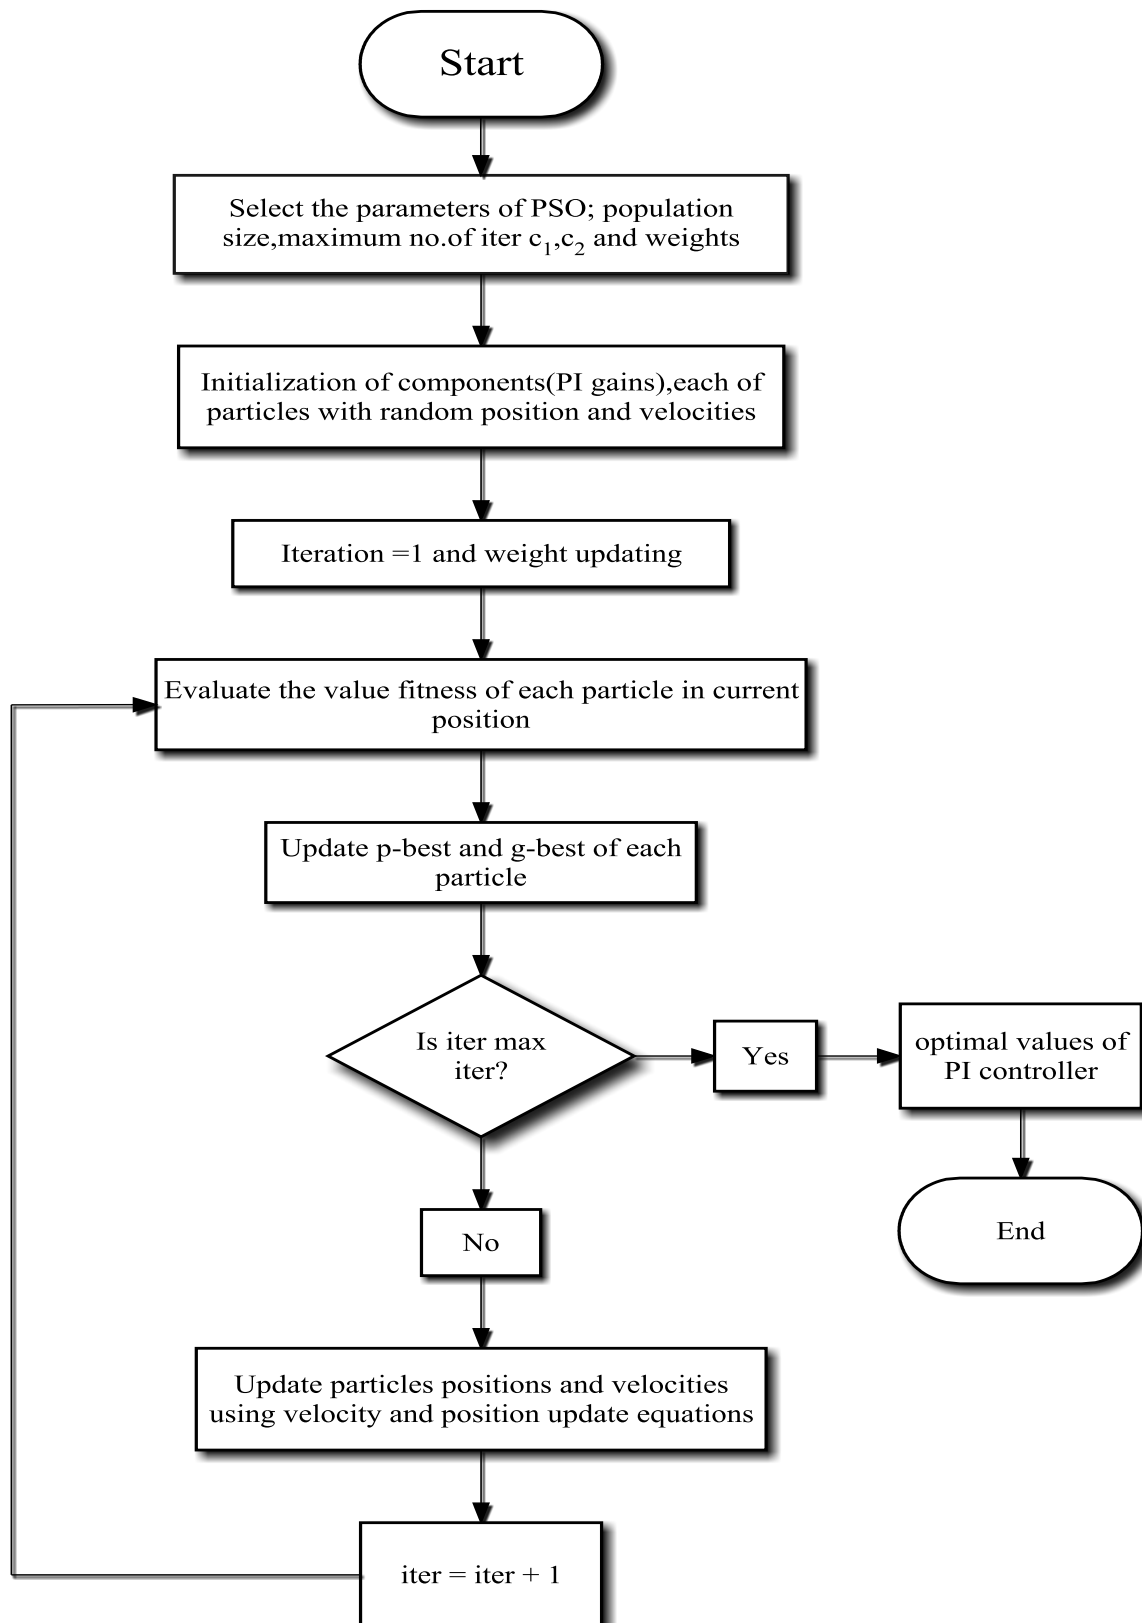 Start
Select the parameters of PSO; population
size,maximum no.of iter c₁,c₂ and weights
Initialization of components(PI gains),each of
particles with random position and velocities
Iteration =1 and weight updating
Evaluate the value fitness of each particle in current
position
Update p-best and g-best of each
particle
Is iter max
iter?
Yes
optimal values of
PI controller
End
No
Update particles positions and velocities
using velocity and position update equations
iter = iter + 1